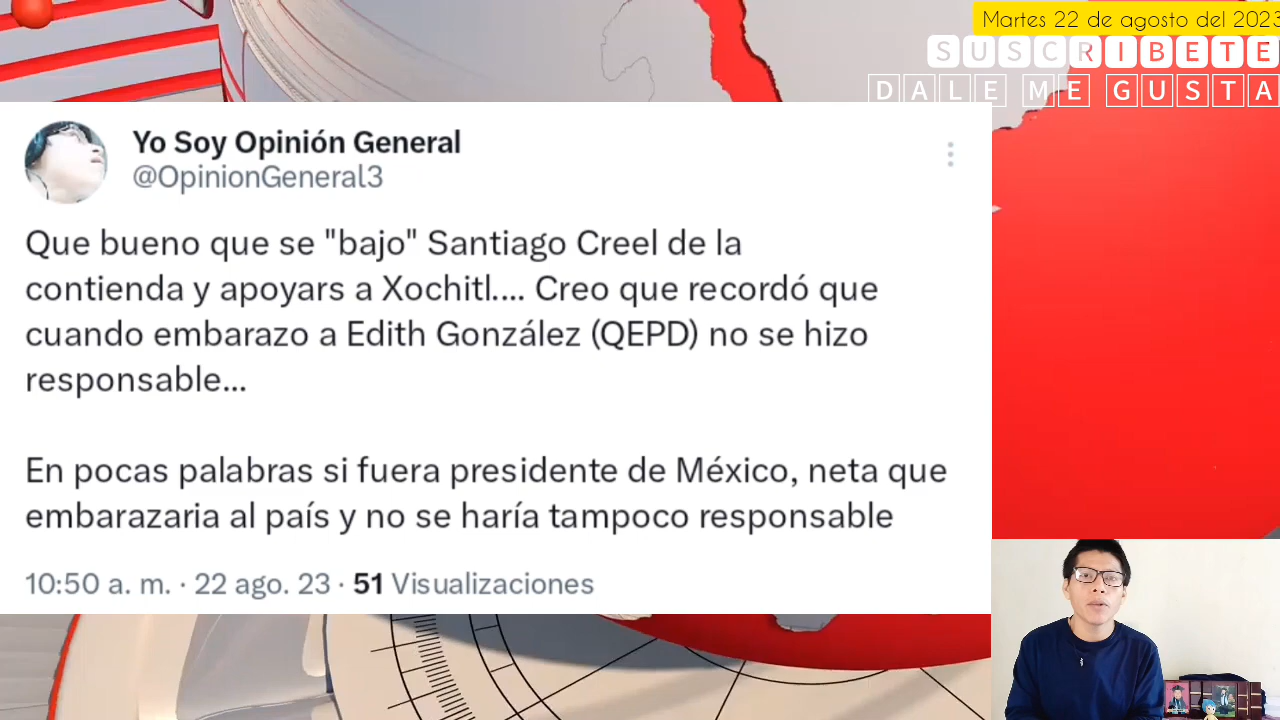 Martes 22 de agosto del 2023
SUSCRIBETE
DALE ME GUSTA
Yo Soy Opinión General
@OpinionGeneral3
Que bueno que se "bajo" Santiago Creel de la
contienda y apoyars a Xochitl.... Creo que recordó que
cuando embarazo a Edith González (QEPD) no se hizo
responsable...
En pocas palabras si fuera presidente de México, neta que
embarazaria al país y no se haría tampoco responsable
10:50 a. m. · 22 ago. 23 · 51 Visualizaciones